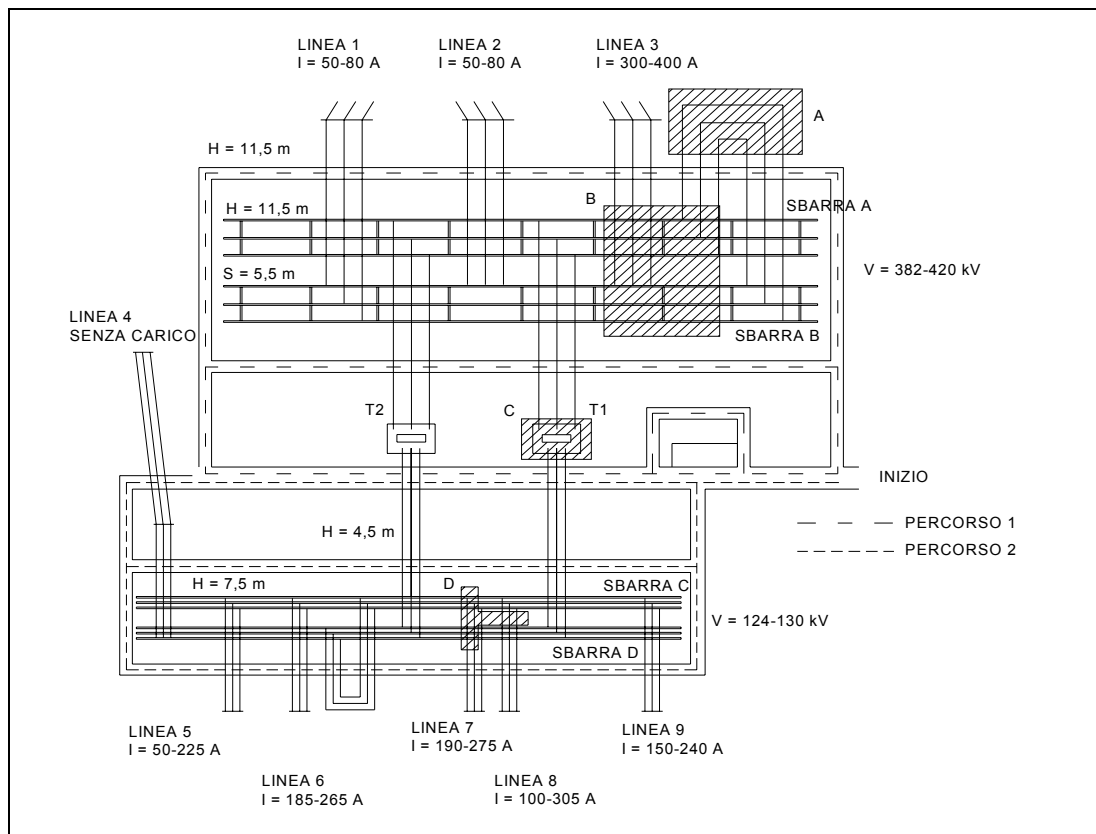 LINEA 1
I = 50-80 A
LINEA 2
I = 50-80 A
LINEA 3
I = 300-400 A
A
H = 11,5 m
B
H = 11,5 m
SBARRA A
S = 5,5 m
V = 382-420 kV
LINEA 4
SENZA CARICO
SBARRA B
T2
C
T1
INIZIO
PERCORSO 1
H = 4,5 m
PERCORSO 2
H = 7,5 m
D
SBARRA C
V = 124-130 kV
SBARRA D
LINEA 5
I = 50-225 A
LINEA 7
I = 190-275 A
LINEA 9
I = 150-240 A
LINEA 6
I = 185-265 A
LINEA 8
I = 100-305 A